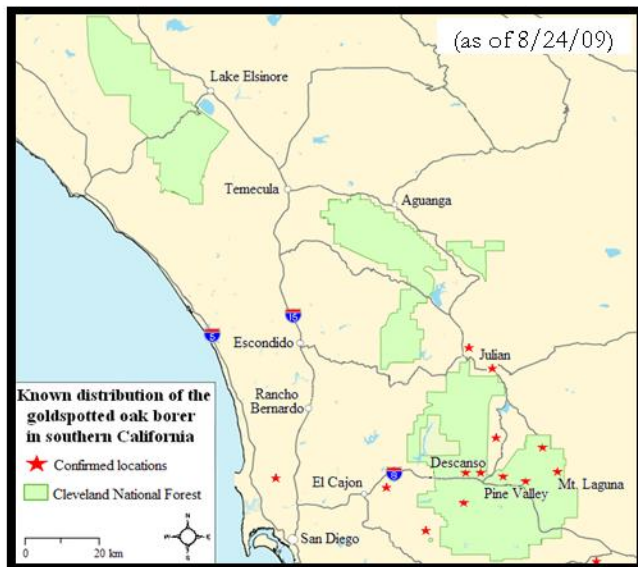 (as of 8/24/09)
Lake Elsinore
Temecula
Aguanga
15
5
Escondido
Julian
Rancho
Bernardo
Descanso
8
El Cajon
Pine Valley
Mt. Laguna
San Diego
Known distribution of the
goldspotted oak borer
in southern California
Confirmed locations
Cleveland National Forest
0 20 km
N
W E
S